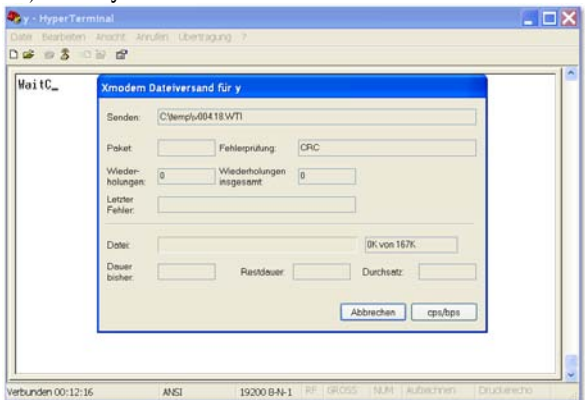 y - HyperTerminal
Datei Bearbeiten Ansicht Anrufen Übertragung ?
WaitC_
Xmodem Dateiversand für y
Senden: C:\temp\v004.18.WTI
Paket: Fehlerprüfung: CRC
Wieder-
holungen: 0 Wiederholungen
insgesamt: 0
Letzter
Fehler:
Datei: 0K von 167K
Dauer
bisher: Restdauer: Durchsatz:
Abbrechen cps/bps
Verbunden 00:12:16 ANSI 19200 8-N-1 RF GROSS NUM Aufzeichnen Druckerecho